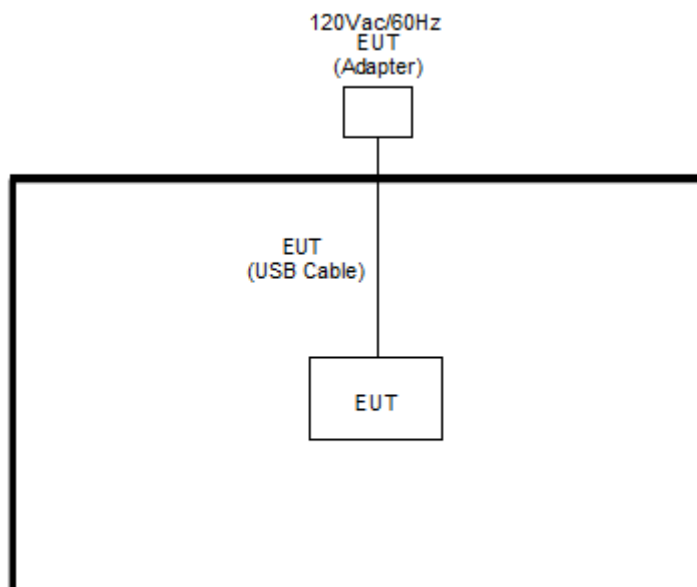 120Vac/60Hz
EUT
(Adapter)
EUT
(USB Cable)
EUT